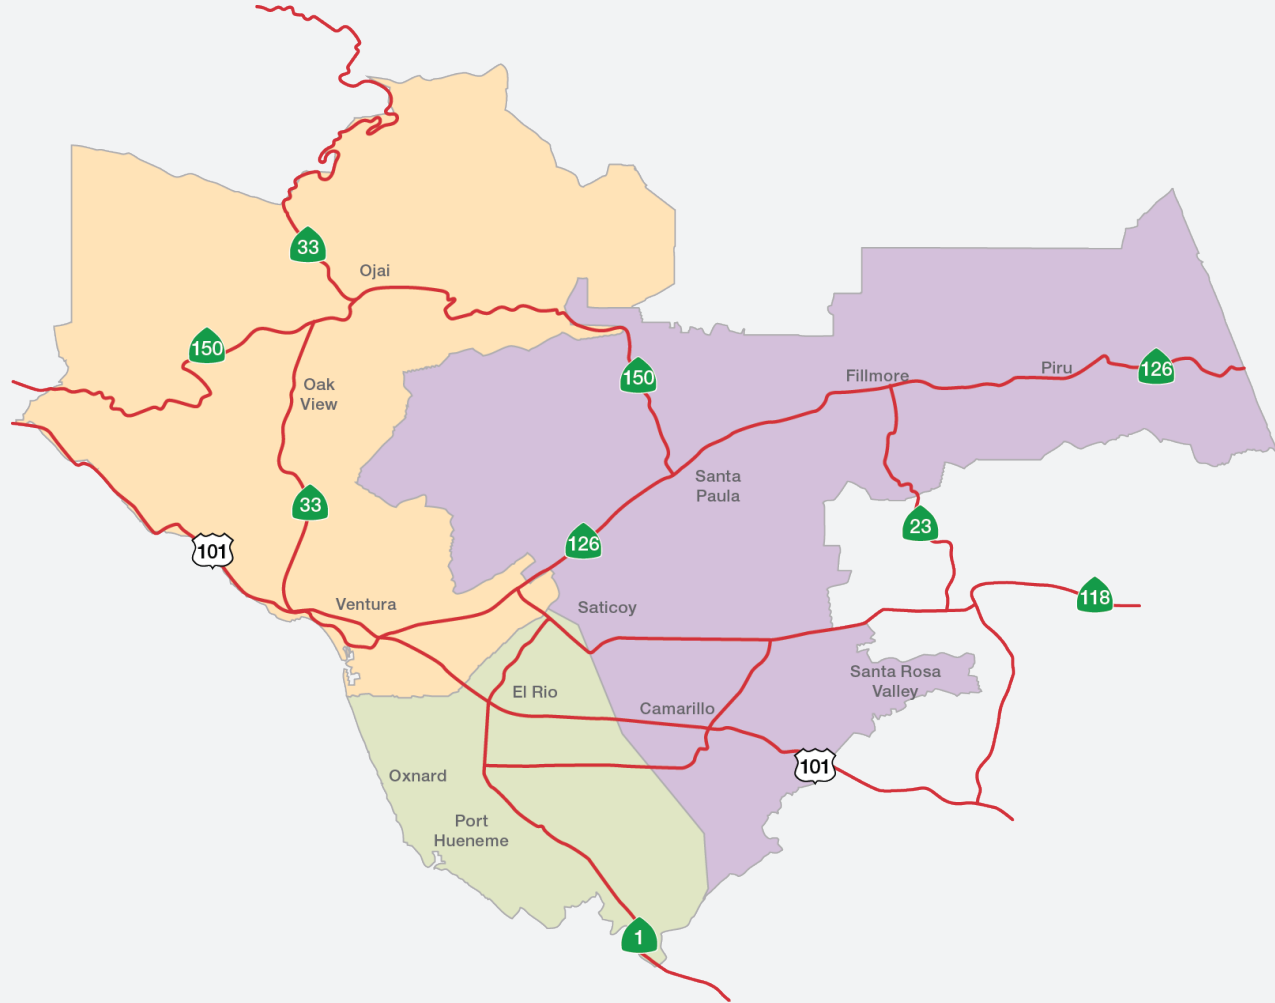 33
Ojai
150
Oak
View
150
Fillmore
Piru
126
Santa
Paula
33
23
126
101
118
Ventura
Saticoy
Santa Rosa
Valley
El Rio
Camarillo
101
Oxnard
Port
Hueneme
1